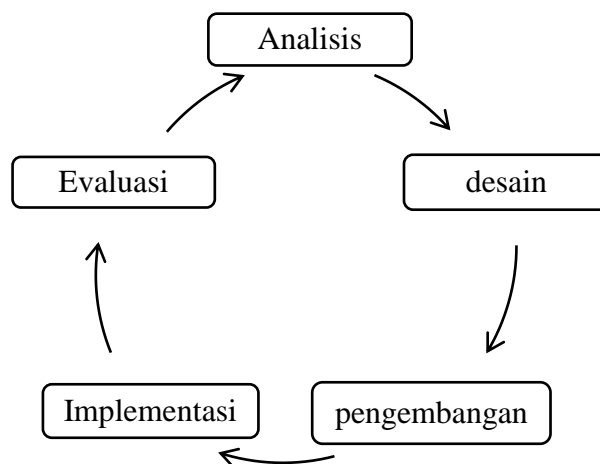 Analisis
desain
pengembangan
Implementasi
Evaluasi